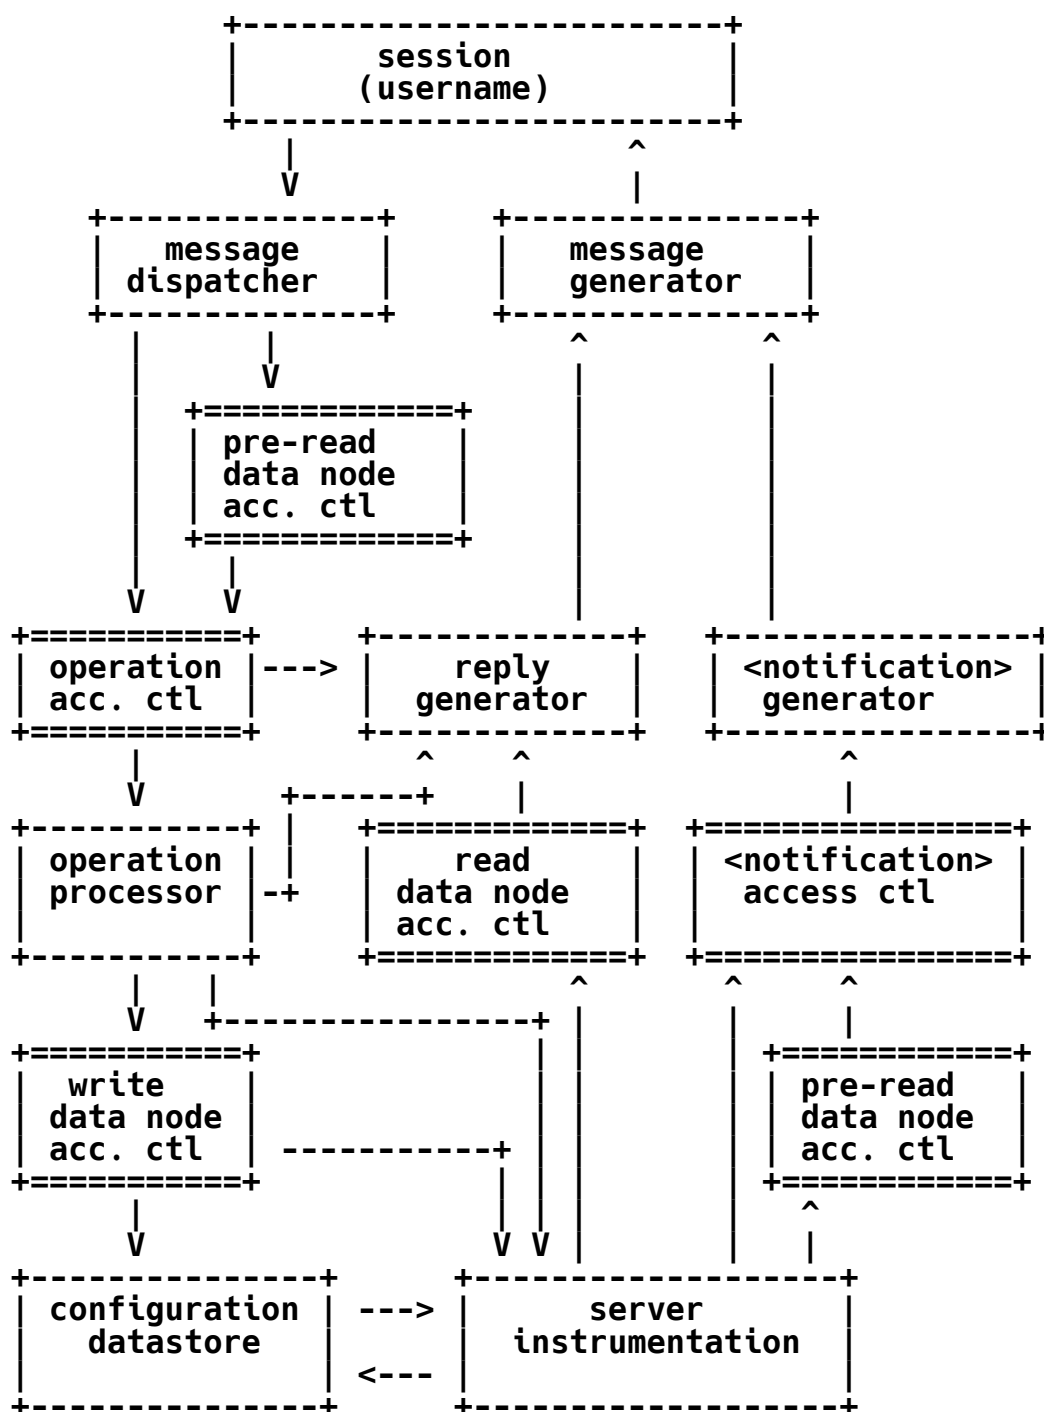 session
(username)
message
dispatcher
message
generator
pre-read
data node
acc. ctl
operation
acc. ctl
reply
generator
<notification>
generator
operation
processor
read
data node
acc. ctl
<notification>
access ctl
write
data node
acc. ctl
pre-read
data node
acc. ctl
configuration
datastore
server
instrumentation